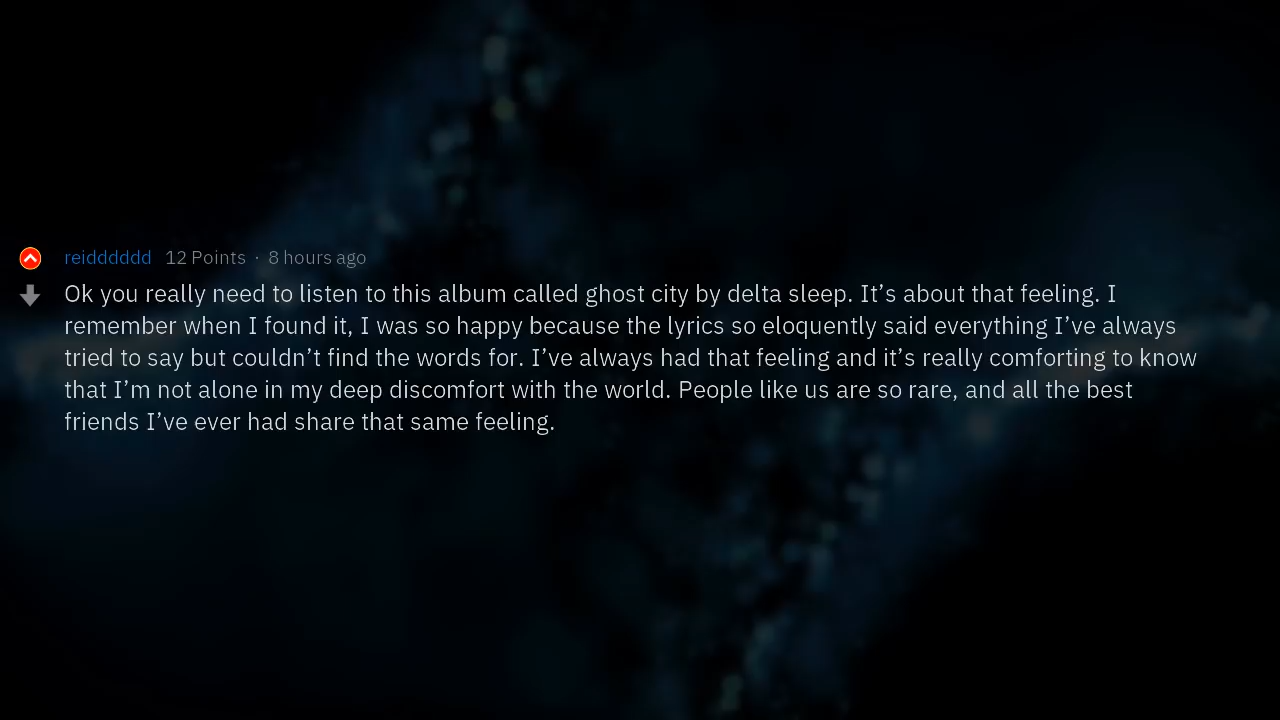 reidddddd 12 Points · 8 hours ago
Ok you really need to listen to this album called ghost city by delta sleep. It’s about that feeling. I
remember when I found it, I was so happy because the lyrics so eloquently said everything I’ve always
tried to say but couldn’t find the words for. I’ve always had that feeling and it’s really comforting to know
that I’m not alone in my deep discomfort with the world. People like us are so rare, and all the best
friends I’ve ever had share that same feeling.